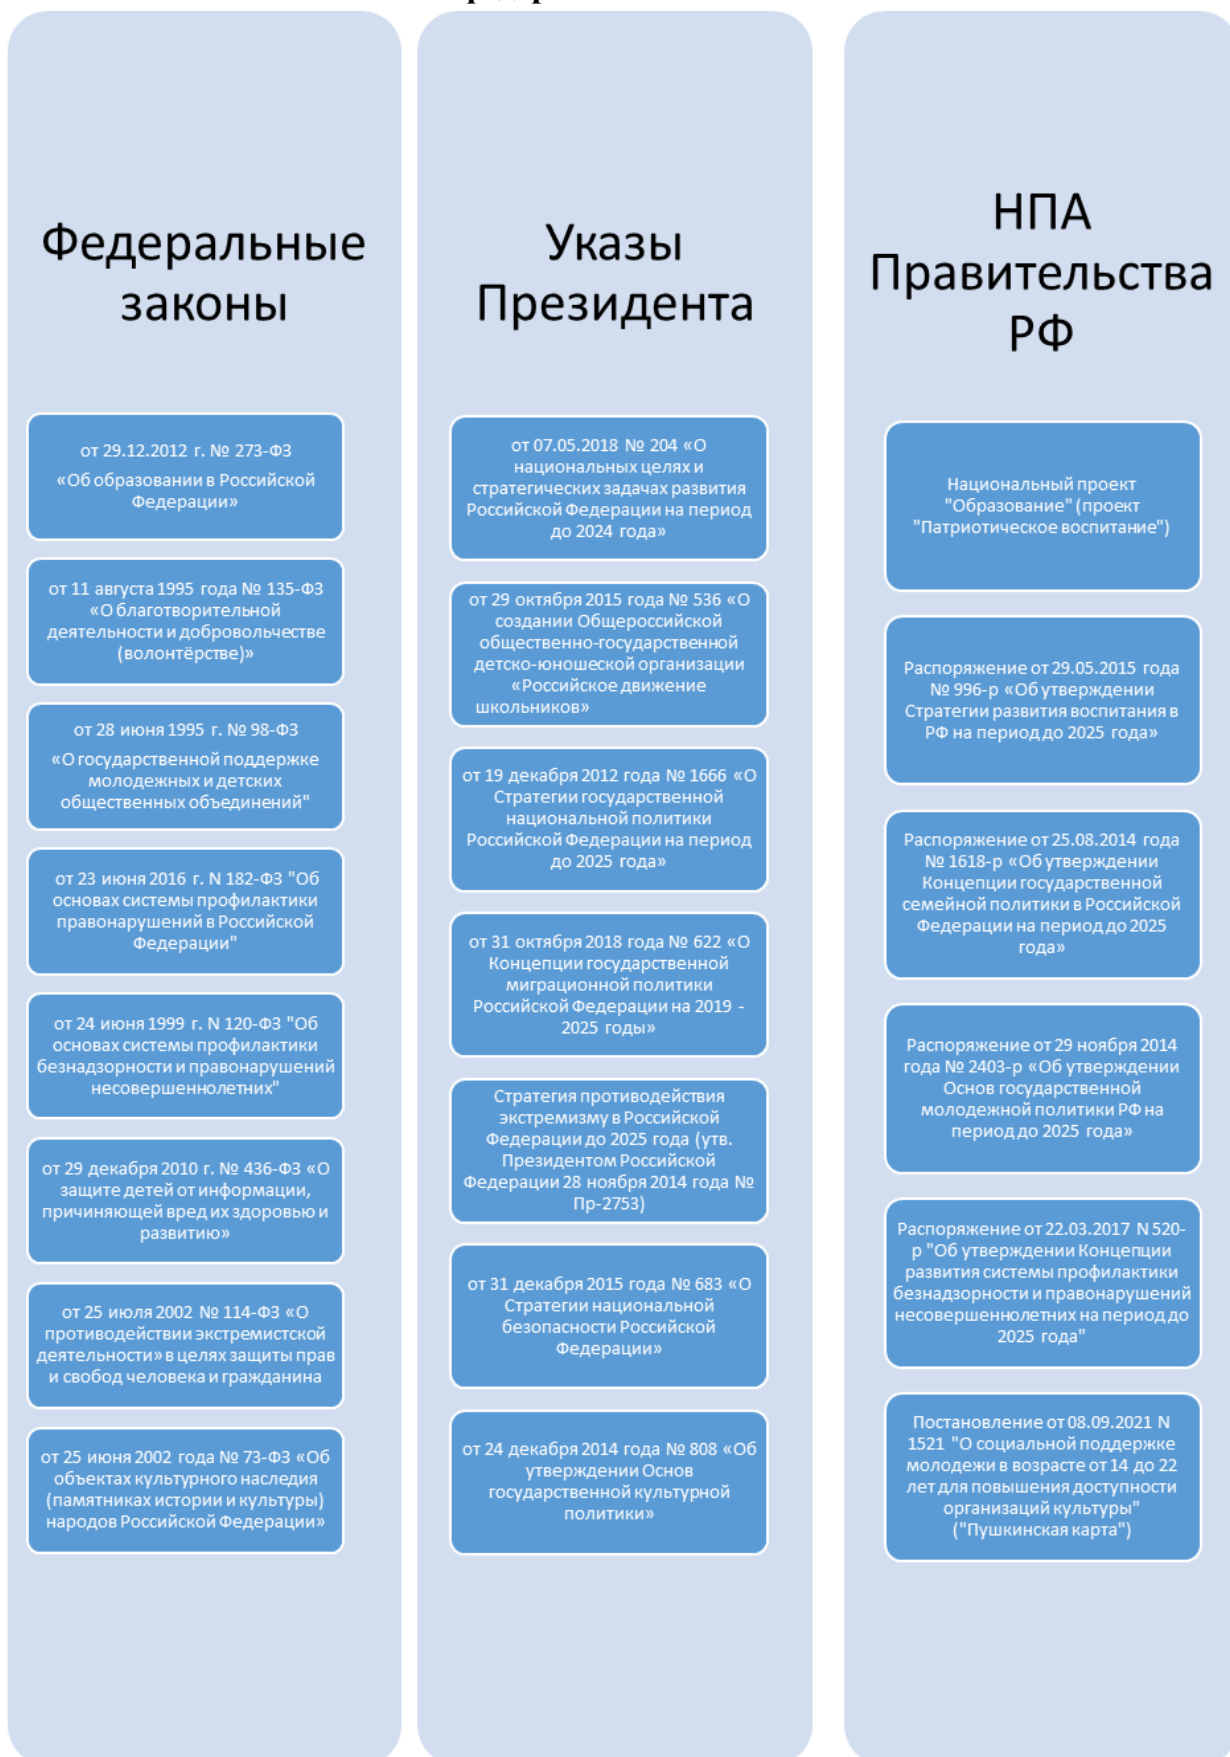 Федеральные
законы
от 29.12.2012 г. № 273-ФЗ
«Об образовании в Российской
Федерации»
от 11 августа 1995 года № 135-ФЗ
«О благотворительной
деятельности и добровольчестве
(волонтёрстве)»
от 28 июня 1995 г. № 98-ФЗ
«О государственной поддержке
молодежных и детских
общественных объединений"
от 23 июня 2016 г. N 182-ФЗ "Об
основах системы профилактики
правонарушений в Российской
Федерации"
от 24 июня 1999 г. N 120-ФЗ "Об
основах системы профилактики
безнадзорности и правонарушений
несовершеннолетних"
от 29 декабря 2010 г. № 436-ФЗ «О
защите детей от информации,
причиняющей вред их здоровью и
развитию»
от 25 июля 2002 № 114-ФЗ «О
противодействии экстремистской
деятельности» в целях защиты прав
и свобод человека и гражданина
от 25 июня 2002 года № 73-ФЗ «Об
объектах культурного наследия
(памятниках истории и культуры)
народов Российской Федерации»
Указы
Президента
от 07.05.2018 № 204 «О
национальных целях и
стратегических задачах развития
Российской Федерации на период
до 2024 года»
от 29 октября 2015 года № 536 «О
создании Общероссийской
общественно-государственной
детско-юношеской организации
«Российское движение
школьников»
от 19 декабря 2012 года № 1666 «О
Стратегии государственной
национальной политики
Российской Федерации на период
до 2025 года»
от 31 октября 2018 года № 622 «О
Концепции государственной
миграционной политики
Российской Федерации на 2019 -
2025 годы»
Стратегия противодействия
экстремизму в Российской
Федерации до 2025 года (утв.
Президентом Российской
Федерации 28 ноября 2014 года №
Пр-2753)
от 31 декабря 2015 года № 683 «О
Стратегии национальной
безопасности Российской
Федерации»
от 24 декабря 2014 года № 808 «Об
утверждении Основ
государственной культурной
политики»
НПА
Правительства
РФ
Национальный проект
"Образование" (проект
"Патриотическое воспитание")
Распоряжение от 29.05.2015 года
№ 996-р «Об утверждении
Стратегии развития воспитания в
РФ на период до 2025 года»
Распоряжение от 25.08.2014 года
№ 1618-р «Об утверждении
Концепции государственной
семейной политики в Российской
Федерации на период до 2025
года»
Распоряжение от 29 ноября 2014
года № 2403-р «Об утверждении
Основ государственной
молодежной политики РФ на
период до 2025 года»
Распоряжение от 22.03.2017 N 520-
р "Об утверждении Концепции
развития системы профилактики
безнадзорности и правонарушений
несовершеннолетних на период до
2025 года"
Постановление от 08.09.2021 N
1521 "О социальной поддержке
молодежи в возрасте от 14 до 22
лет для повышения доступности
организаций культуры"
("Пушкинская карта")